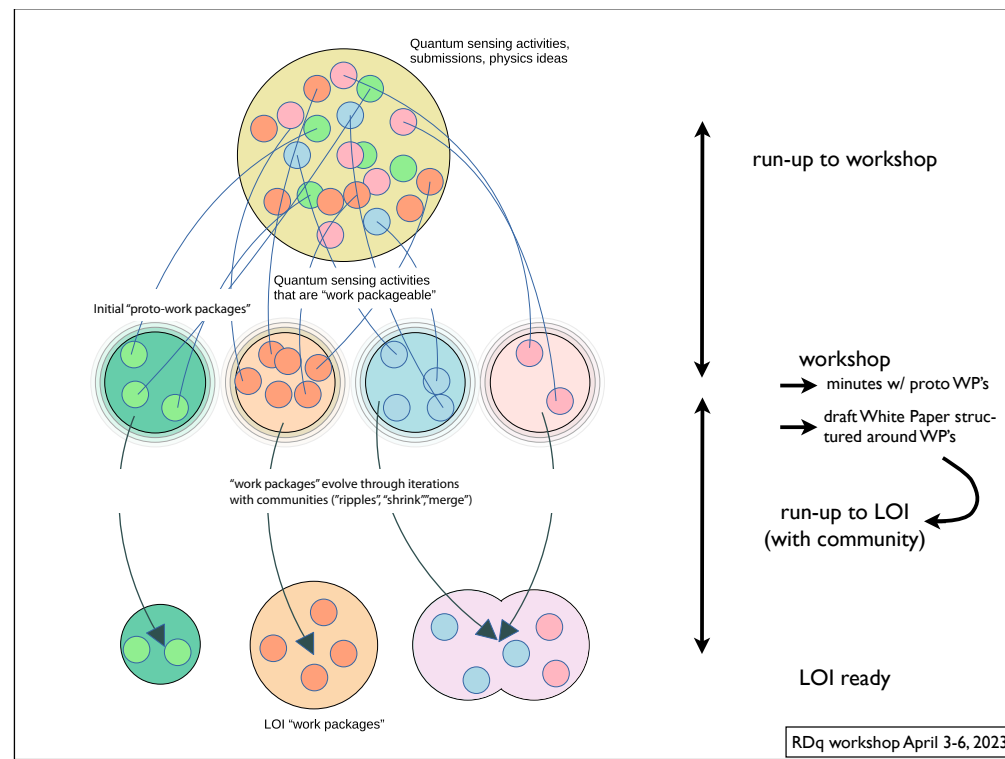 Quantum sensing activities,
submissions, physics ideas
run-up to workshop
Quantum sensing activities
that are “work packageable”
Initial “proto-work packages”
workshop
minutes w/ proto WP's
draft White Paper struc-
tured around WP's
“work packages” evolve through iterations
with communities (“ripples”, “shrink”,”merge”)
run-up to LOI
(with community)
LOI ready
LOI “work packages”
RDq workshop April 3-6, 2023